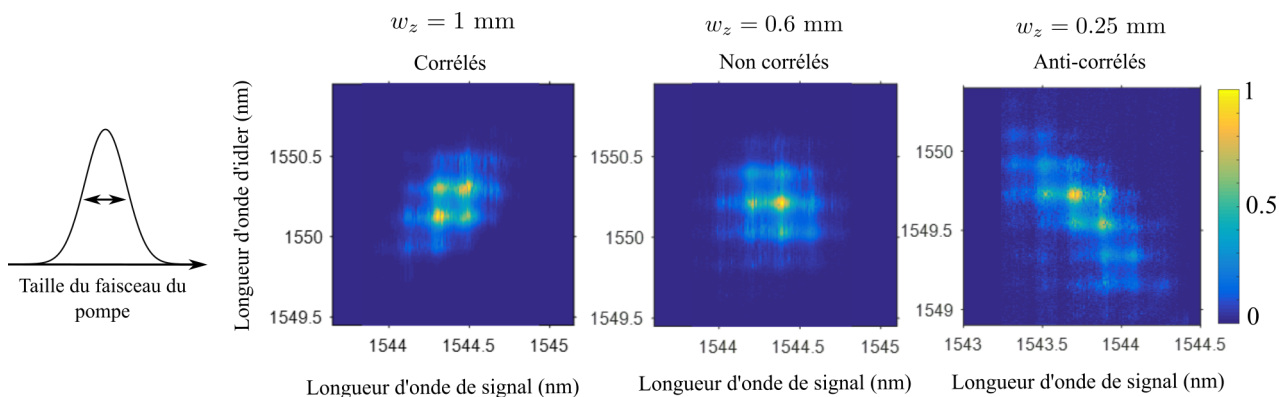 w_z = 1 mm
w_z = 0.6 mm
w_z = 0.25 mm
Corrélés
Non corrélés
Anti-corrélés
Longueur d'onde d'idler (nm)
1550.5
1550
1549.5
1544
1544.5
1545
Longueur d'onde de signal (nm)
1550.5
1550
1549.5
1544
1544.5
1545
Longueur d'onde de signal (nm)
1550
1549.5
1549
1543
1543.5
1544
1544.5
Longueur d'onde de signal (nm)
1
0.5
0
Taille du faisceau du
pompe